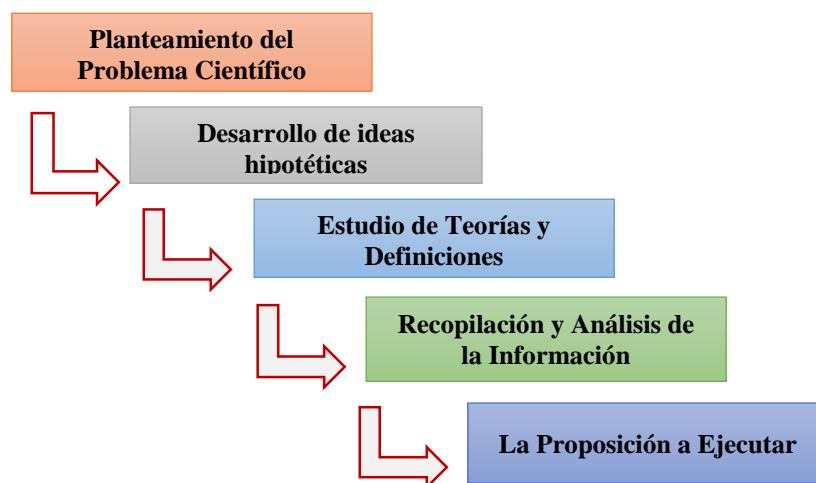 Planteamiento del
Problema Científico
Desarrollo de ideas
hipotéticas
Estudio de Teorías y
Definiciones
Recopilación y Análisis de
la Información
La Proposición a Ejecutar